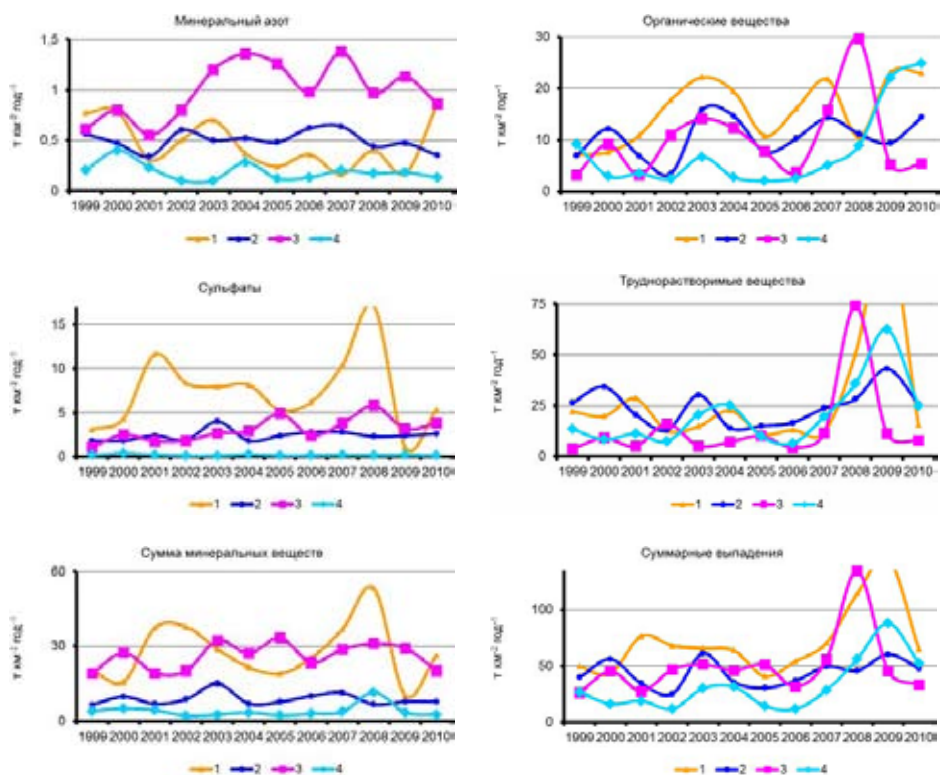 Минеральный азот
т км⁻² год⁻¹
1,5
1
0,5
0
1999 2000 2001 2002 2003 2004 2005 2006 2007 2008 2009 2010
1 2 3 4
Органические вещества
т км⁻² год⁻¹
30
20
10
0
1999 2000 2001 2002 2003 2004 2005 2006 2007 2008 2009 2010
1 2 3 4
Сульфаты
т км⁻² год⁻¹
15
10
5
0
1999 2000 2001 2002 2003 2004 2005 2006 2007 2008 2009 2010
1 2 3 4
Труднорастворимые вещества
т км⁻² год⁻¹
75
50
25
0
1999 2000 2001 2002 2003 2004 2005 2006 2007 2008 2009 2010
1 2 3 4
Сумма минеральных веществ
т км⁻² год⁻¹
60
30
0
1999 2000 2001 2002 2003 2004 2005 2006 2007 2008 2009 2010
1 2 3 4
Суммарные выпадения
т км⁻² год⁻¹
100
50
0
1999 2000 2001 2002 2003 2004 2005 2006 2007 2008 2009 2010
1 2 3 4